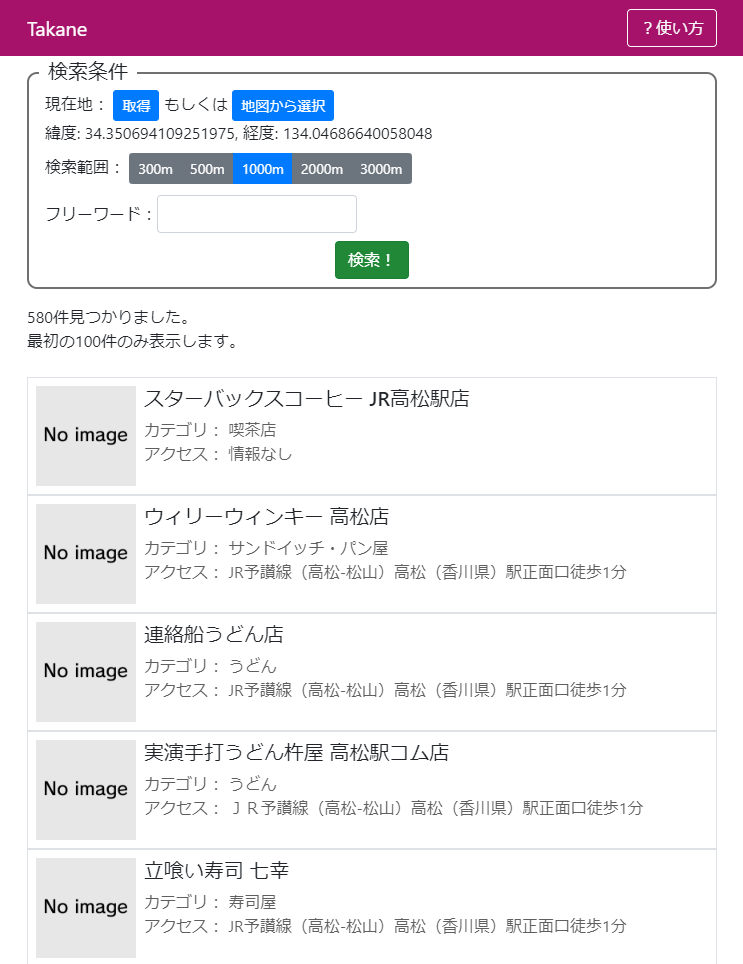 Takane
？使い方
検索条件
現在地： 取得 もしくは 地図から選択
緯度: 34.350694109251975, 経度: 134.04686640058048
検索範囲： 300m 500m 1000m 2000m 3000m
フリーワード：
検索！
580件見つかりました。
最初の100件のみ表示します。
No image
スターバックスコーヒー JR高松駅店
カテゴリ： 喫茶店
アクセス： 情報なし
No image
ウィリーウィンキー 高松店
カテゴリ： サンドイッチ・パン屋
アクセス： JR予讃線（高松-松山）高松（香川県）駅正面口徒歩1分
No image
連絡船うどん店
カテゴリ： うどん
アクセス： JR予讃線（高松-松山）高松（香川県）駅正面口徒歩1分
No image
実演手打うどん杵屋 高松駅コム店
カテゴリ： うどん
アクセス： ＪＲ予讃線（高松-松山）高松（香川県）駅正面口徒歩1分
No image
立喰い寿司 七幸
カテゴリ： 寿司屋
アクセス： JR予讃線（高松-松山）高松（香川県）駅正面口徒歩1分